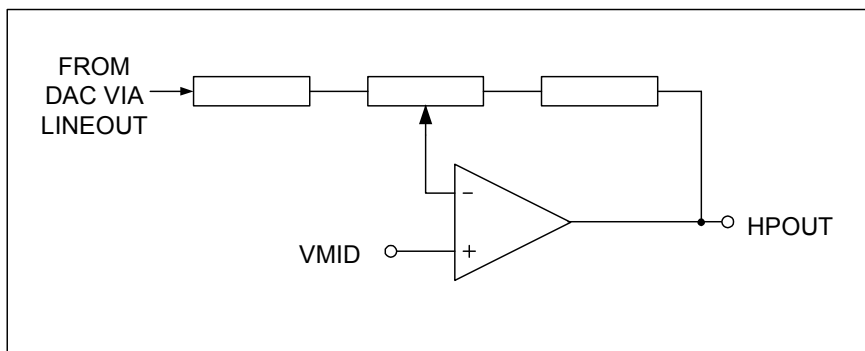 FROM
DAC VIA
LINEOUT
−
+
VMID
HPOUT